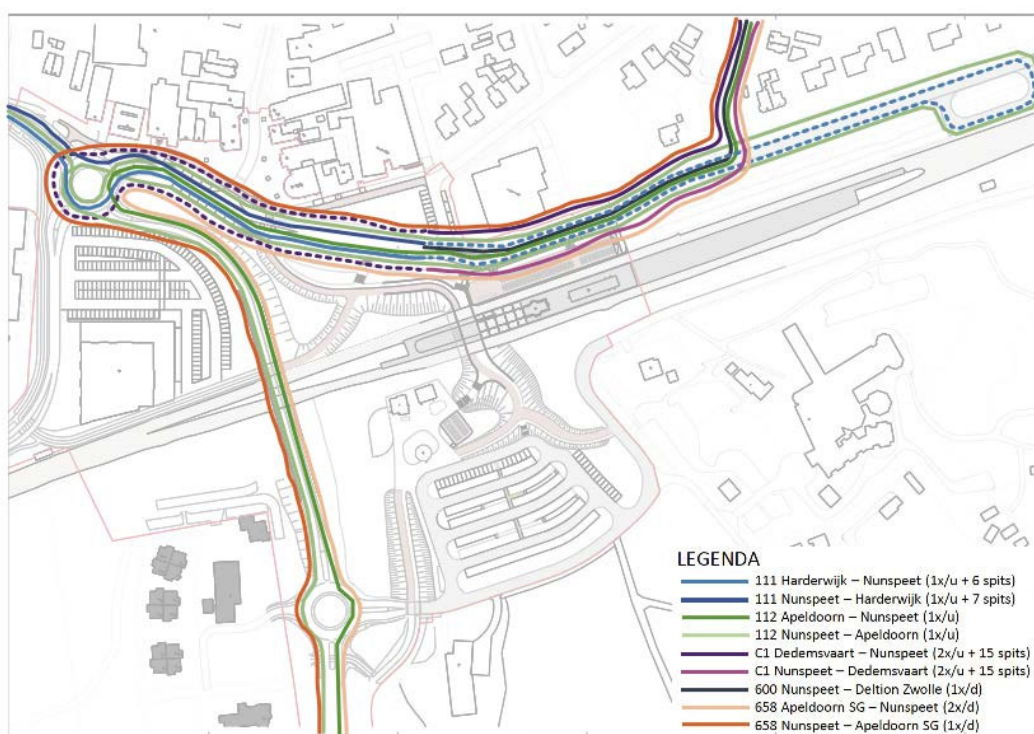 LEGENDA
111 Harderwijk – Nunspeet (1x/u + 6 spits)
111 Nunspeet – Harderwijk (1x/u + 7 spits)
112 Apeldoorn – Nunspeet (1x/u)
112 Nunspeet – Apeldoorn (1x/u)
C1 Dedemsvaart – Nunspeet (2x/u + 15 spits)
C1 Nunspeet – Dedemsvaart (2x/u + 15 spits)
600 Nunspeet – Deltion Zwolle (1x/d)
658 Apeldoorn SG – Nunspeet (2x/d)
658 Nunspeet – Apeldoorn SG (1x/d)